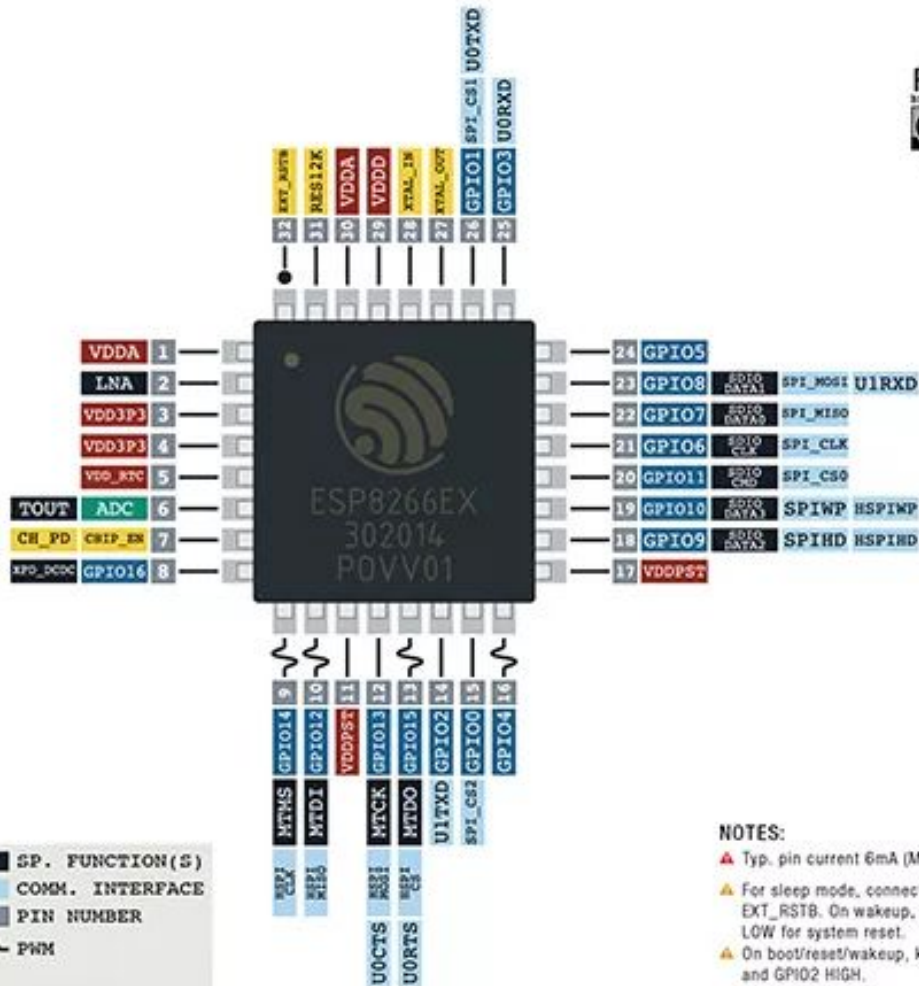 U0TXD
SPI_CS1 U0RXD
EXT_RSTB RES12K VDDA VDDD XTAL_IN XTAL_OUT GPIO1 GPIO3
32 31 30 29 28 27 26 25
VDDA 1
LNA 2
VDD3P3 3
VDD3P3 4
VDD_RTC 5
TOUT ADC 6
CH_PD CHIP_EN 7
XPD_DCDC GPIO16 8
ESP8266EX
302014
P0VV01
24 GPIO5
23 GPIO8 SDIO DATA1 SPI_MOSI U1RXD
22 GPIO7 SDIO DATA0 SPI_MISO
21 GPIO6 SDIO CLK SPI_CLK
20 GPIO11 SDIO CMD SPI_CS0
19 GPIO10 SDIO DATA3 SPIWP HSPIWP
18 GPIO9 SDIO DATA2 SPIHD HSPIHD
17 VDDPST
9 10 11 12 13 14 15 16
GPIO14 GPIO12 VDDPST GPIO13 GPIO15 GPIO2 GPIO0 GPIO4
MTMS MTDI MTCK MTDO U1TXD SPI_CS2
HSPI CLK HSPI MISO HSPI MOSI HSPI CS
U0CTS U0RTS
SP. FUNCTION(S)
COMM. INTERFACE
PIN NUMBER
PWM
NOTES:
Typ. pin current 6mA (M
For sleep mode, connec
EXT_RSTB. On wakeup,
LOW for system reset.
On boot/reset/wakeup, k
and GPIO2 HIGH.